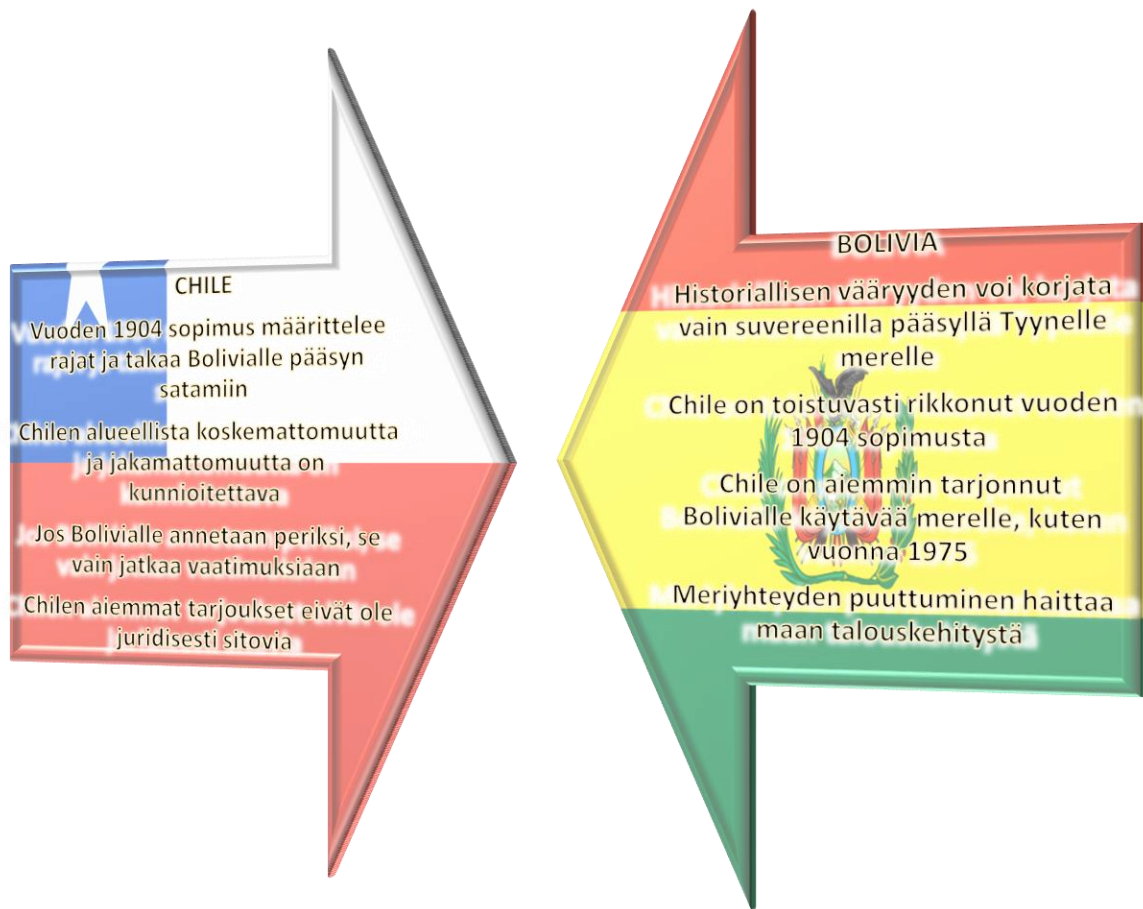 CHILE
Vuoden 1904 sopimus määrittelee
rajat ja takaa Bolivialle pääsyn
satamiin
Chilen alueellista koskemattomuutta
ja jakamattomuutta on
kunnioitettava
Jos Bolivialle annetaan periksi, se
vain jatkaa vaatimuksiaan
Chilen aiemmat tarjoukset eivät ole
juridisesti sitovia
BOLIVIA
Historiallisen vääryyden voi korjata
vain suvereenilla pääsyllä Tyynelle
merelle
Chile on toistuvasti rikkonut vuoden
1904 sopimusta
Chile on aiemmin tarjonnut
Bolivialle käytävää merelle, kuten
vuonna 1975
Meriyhteyden puuttuminen haittaa
maan talouskehitystä